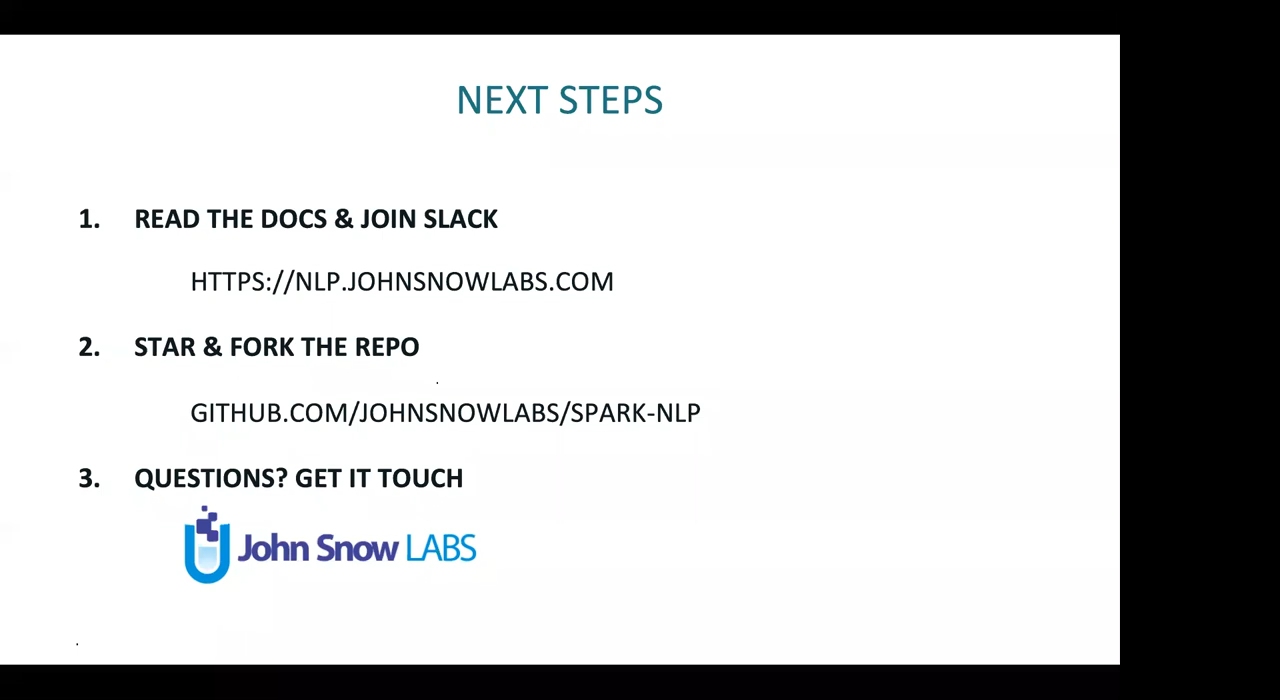 NEXT STEPS
1. READ THE DOCS & JOIN SLACK
HTTPS://NLP.JOHNSNOWLABS.COM
2. STAR & FORK THE REPO
GITHUB.COM/JOHNSNOWLABS/SPARK-NLP
3. QUESTIONS? GET IT TOUCH
John Snow LABS